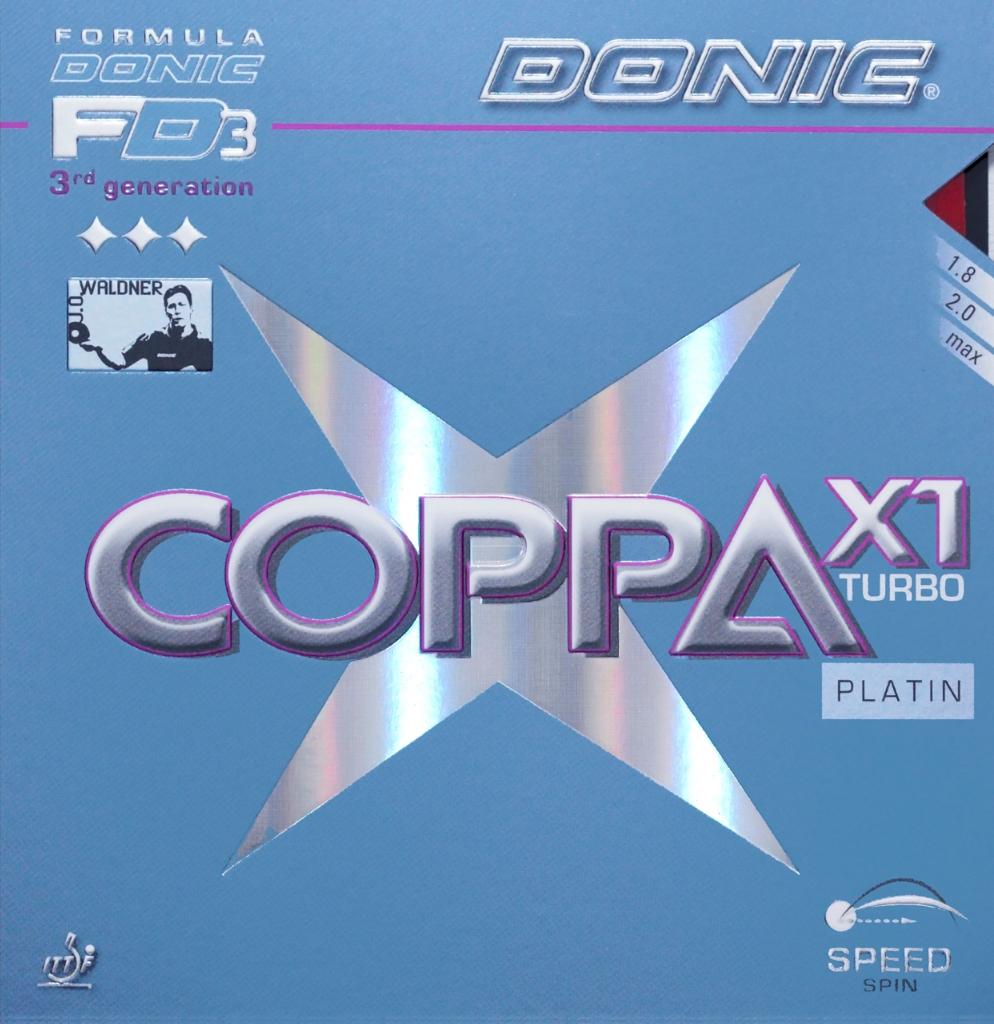 FORMULA
DONIC
FD3
3rd generation
DONIC®
J.O. WALDNER
DONIC
1.8
2.0
max
COPPA X1
TURBO
PLATIN
ITTF
SPEED
SPIN